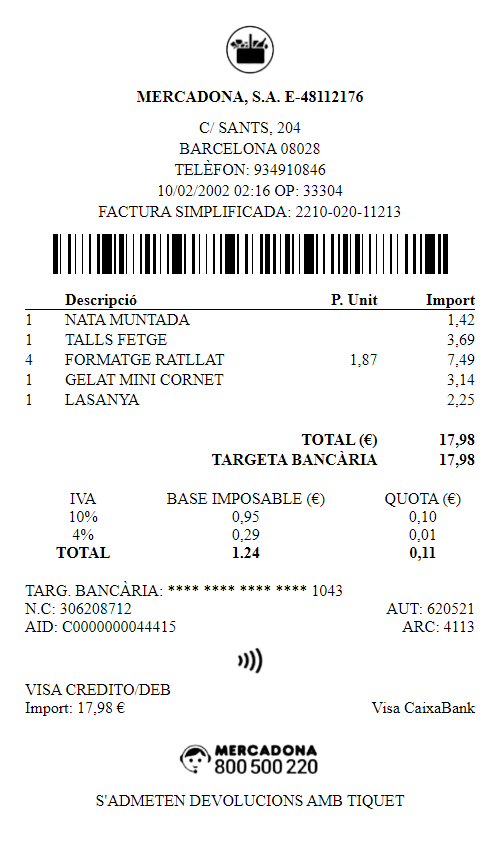 MERCADONA, S.A. E-48112176
C/ SANTS, 204
BARCELONA 08028
TELÈFON: 934910846
10/02/2002 02:16 OP: 33304
FACTURA SIMPLIFICADA: 2210-020-11213
Descripció P. Unit Import
1 NATA MUNTADA 1,42
1 TALLS FETGE 3,69
4 FORMATGE RATLLAT 1,87 7,49
1 GELAT MINI CORNET 3,14
1 LASANYA 2,25
TOTAL (€) 17,98
TARGETA BANCÀRIA 17,98
IVA BASE IMPOSABLE (€) QUOTA (€)
10% 0,95 0,10
4% 0,29 0,01
TOTAL 1.24 0,11
TARG. BANCÀRIA: **** **** **** **** 1043
N.C: 306208712 AUT: 620521
AID: C0000000044415 ARC: 4113
VISA CREDITO/DEB
Import: 17,98 € Visa CaixaBank
MERCADONA
800 500 220
S'ADMETEN DEVOLUCIONS AMB TIQUET